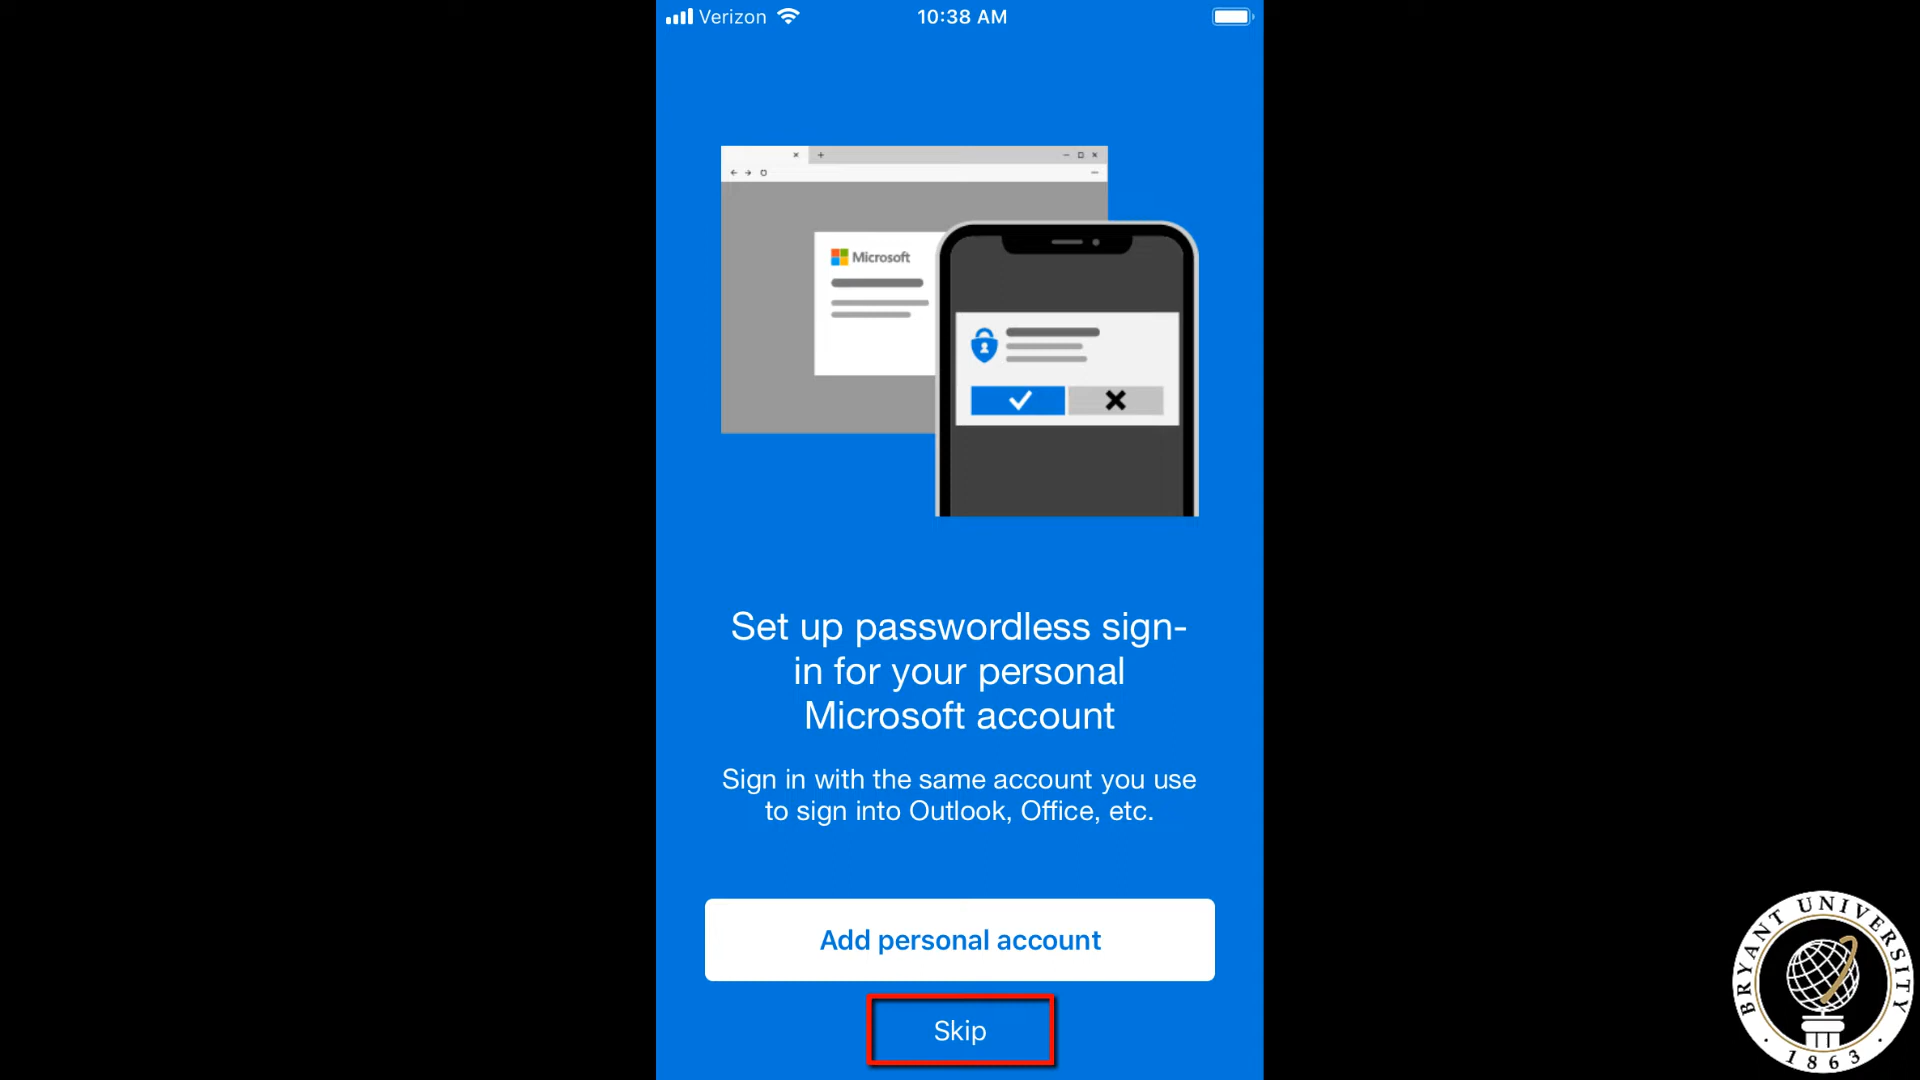 Verizon 10:38 AM
Microsoft
Set up passwordless sign-
in for your personal
Microsoft account
Sign in with the same account you use
to sign into Outlook, Office, etc.
Add personal account
Skip
BRYANT UNIVERSITY
· 1863 ·